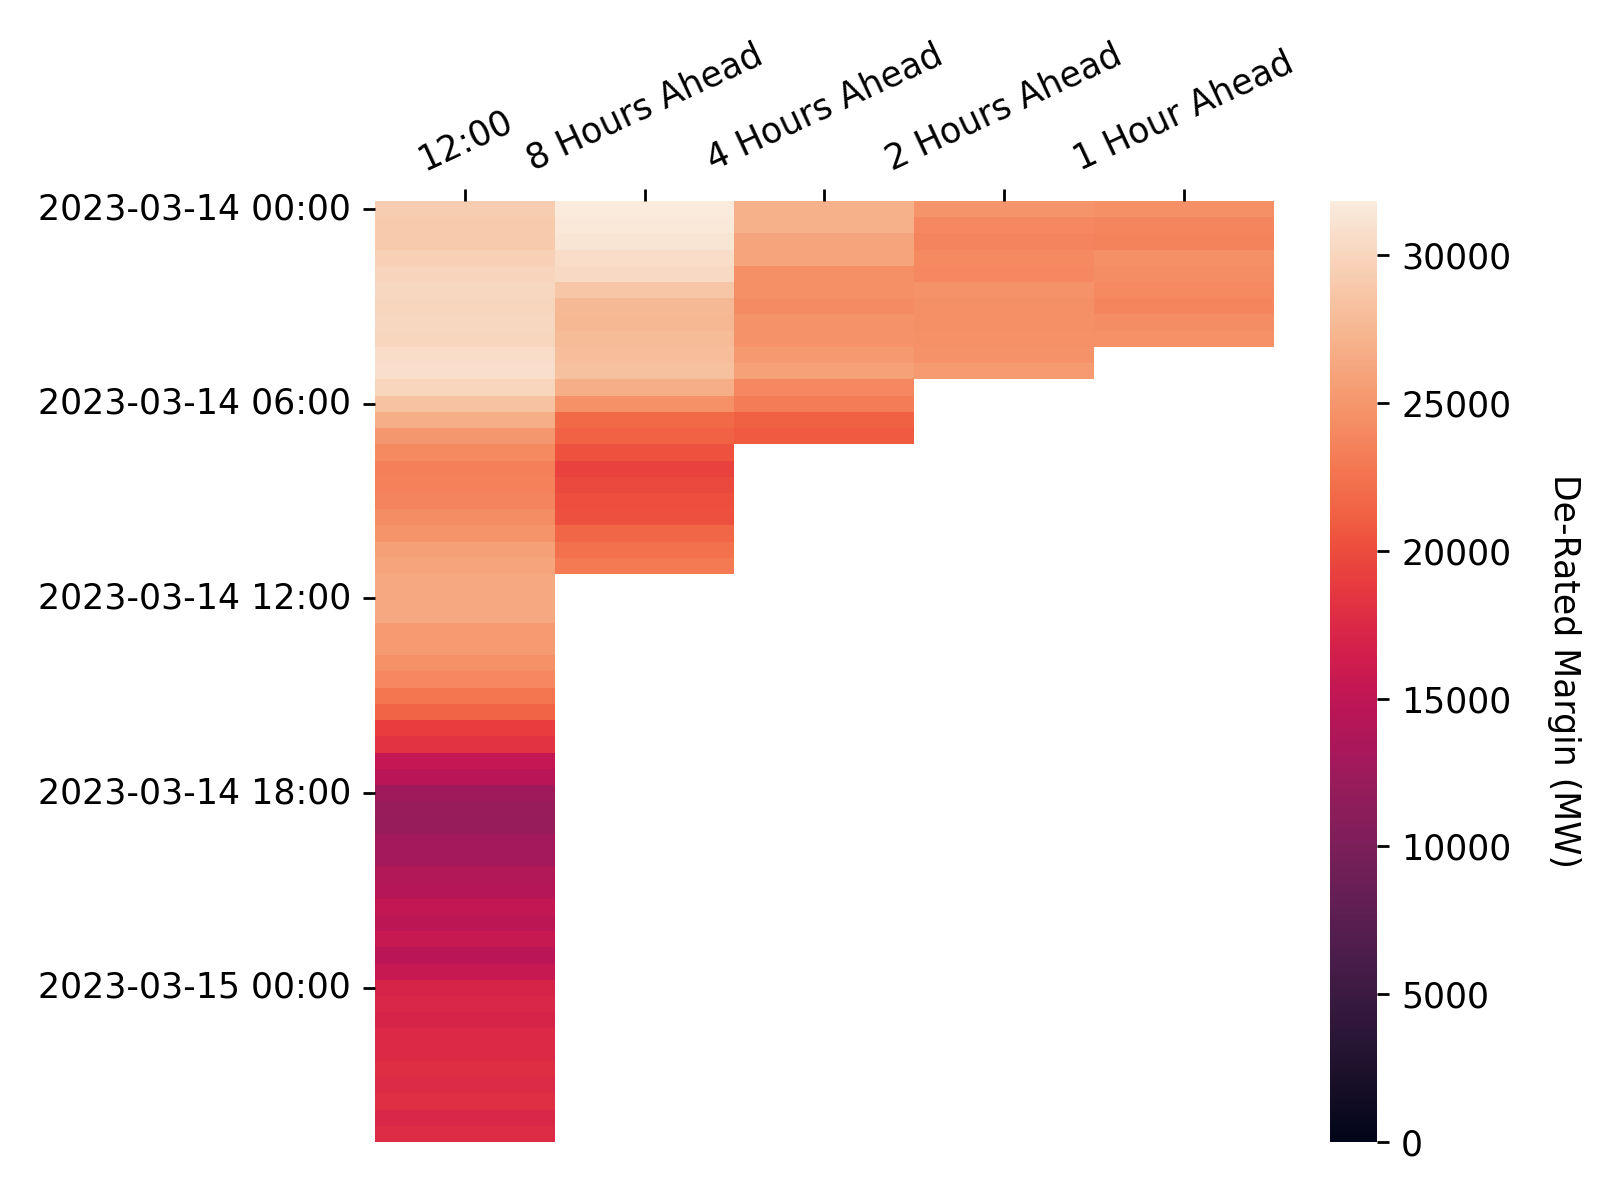 12:00
8 Hours Ahead
4 Hours Ahead
2 Hours Ahead
1 Hour Ahead
2023-03-14 00:00
2023-03-14 06:00
2023-03-14 12:00
2023-03-14 18:00
2023-03-15 00:00
30000
25000
20000
15000
10000
5000
0
De-Rated Margin (MW)